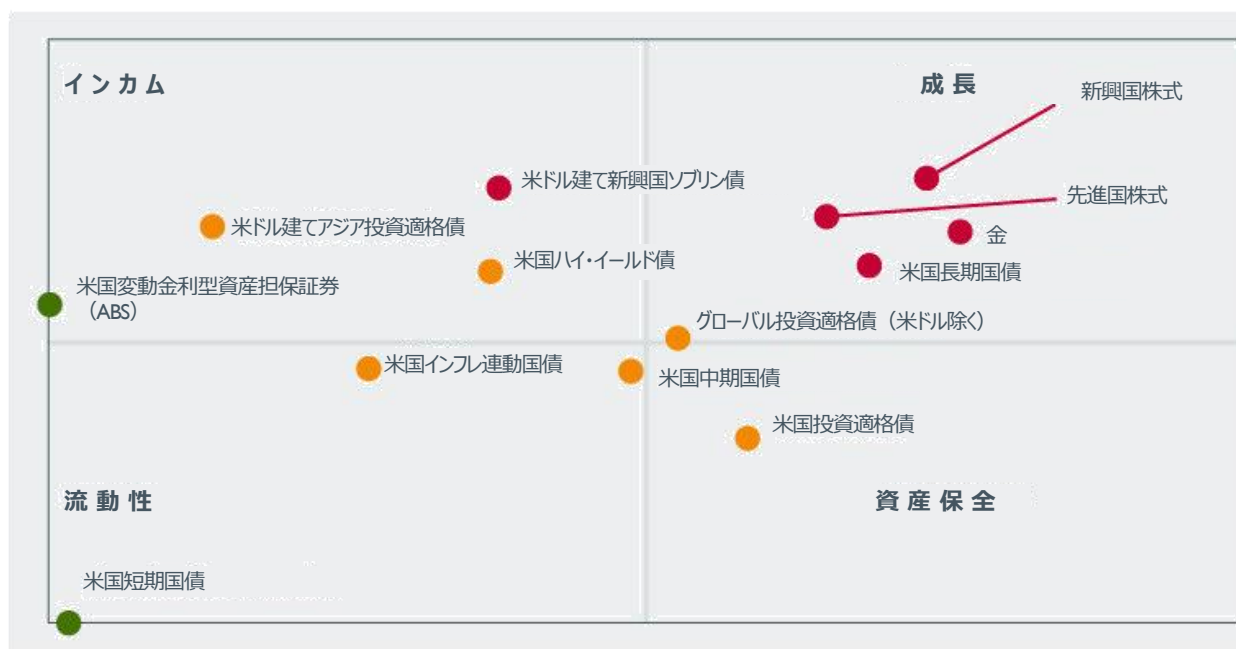 インカム
成長
新興国株式
米ドル建て新興国ソブリン債
先進国株式
米ドル建てアジア投資適格債
金
米国ハイ・イールド債
米国長期国債
米国変動金利型資産担保証券
（ABS）
グローバル投資適格債（米ドル除く）
米国インフレ連動国債
米国中期国債
米国投資適格債
流動性
資産保全
米国短期国債